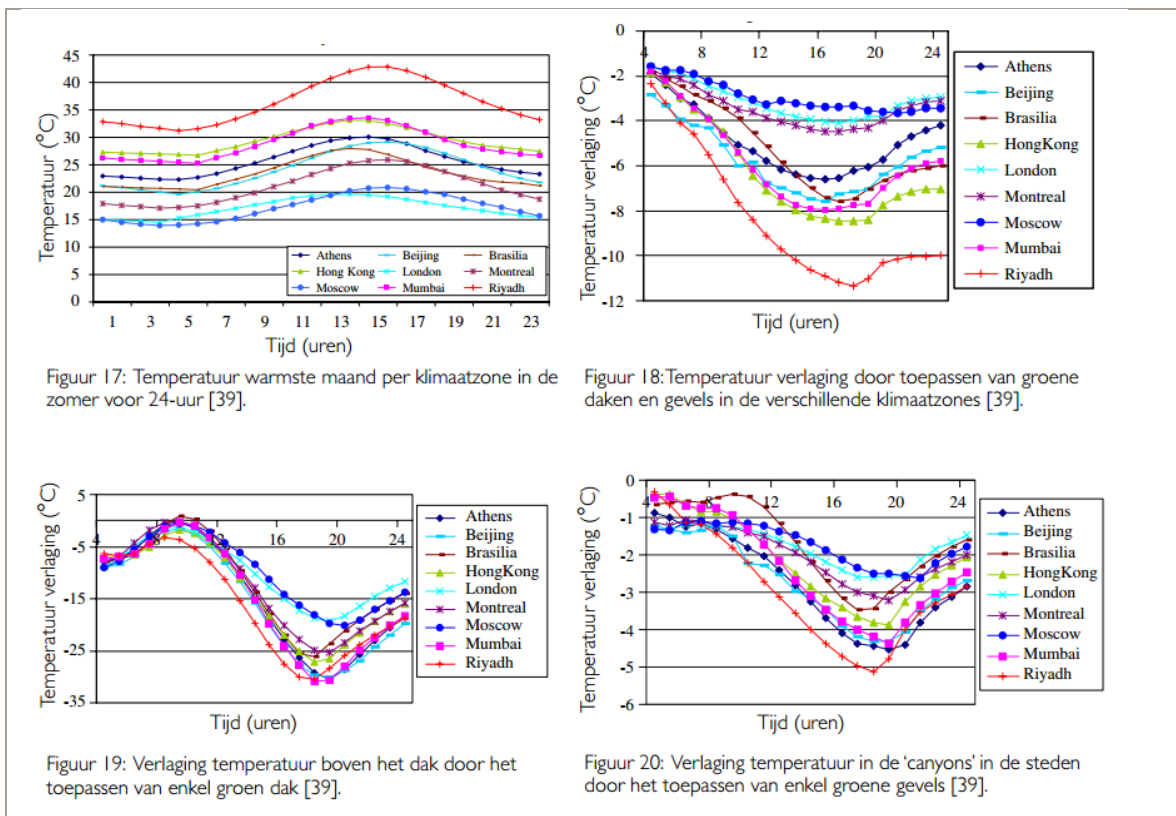 45
40
35
30
25
20
15
10
5
0
Temperatuur (°C)
Athens Beijing Brasilia
Hong Kong London Montreal
Moscow Mumbai Riyadh
1 3 5 7 9 11 13 15 17 19 21 23
Tijd (uren)
Figuur 17: Temperatuur warmste maand per klimaatzone in de
zomer voor 24-uur [39].
0
-2
-4
-6
-8
-10
-12
Temperatuur verlaging (°C)
4 8 12 16 20 24
Athens
Beijing
Brasilia
HongKong
London
Montreal
Moscow
Mumbai
Riyadh
Tijd (uren)
Figuur 18: Temperatuur verlaging door toepassen van groene
daken en gevels in de verschillende klimaatzones [39].
5
-5
-15
-25
-35
Temperatuur verlaging (°C)
4 8 12 16 20 24
Athens
Beijing
Brasilia
HongKong
London
Montreal
Moscow
Mumbai
Riyadh
Tijd (uren)
Figuur 19: Verlaging temperatuur boven het dak door het
toepassen van enkel groen dak [39].
0
-1
-2
-3
-4
-5
-6
Temperatuur verlaging (°C)
4 8 12 16 20 24
Athens
Beijing
Brasilia
HongKong
London
Montreal
Moscow
Mumbai
Riyadh
Tijd (uren)
Figuur 20: Verlaging temperatuur in de ‘canyons’ in de steden
door het toepassen van enkel groene gevels [39].